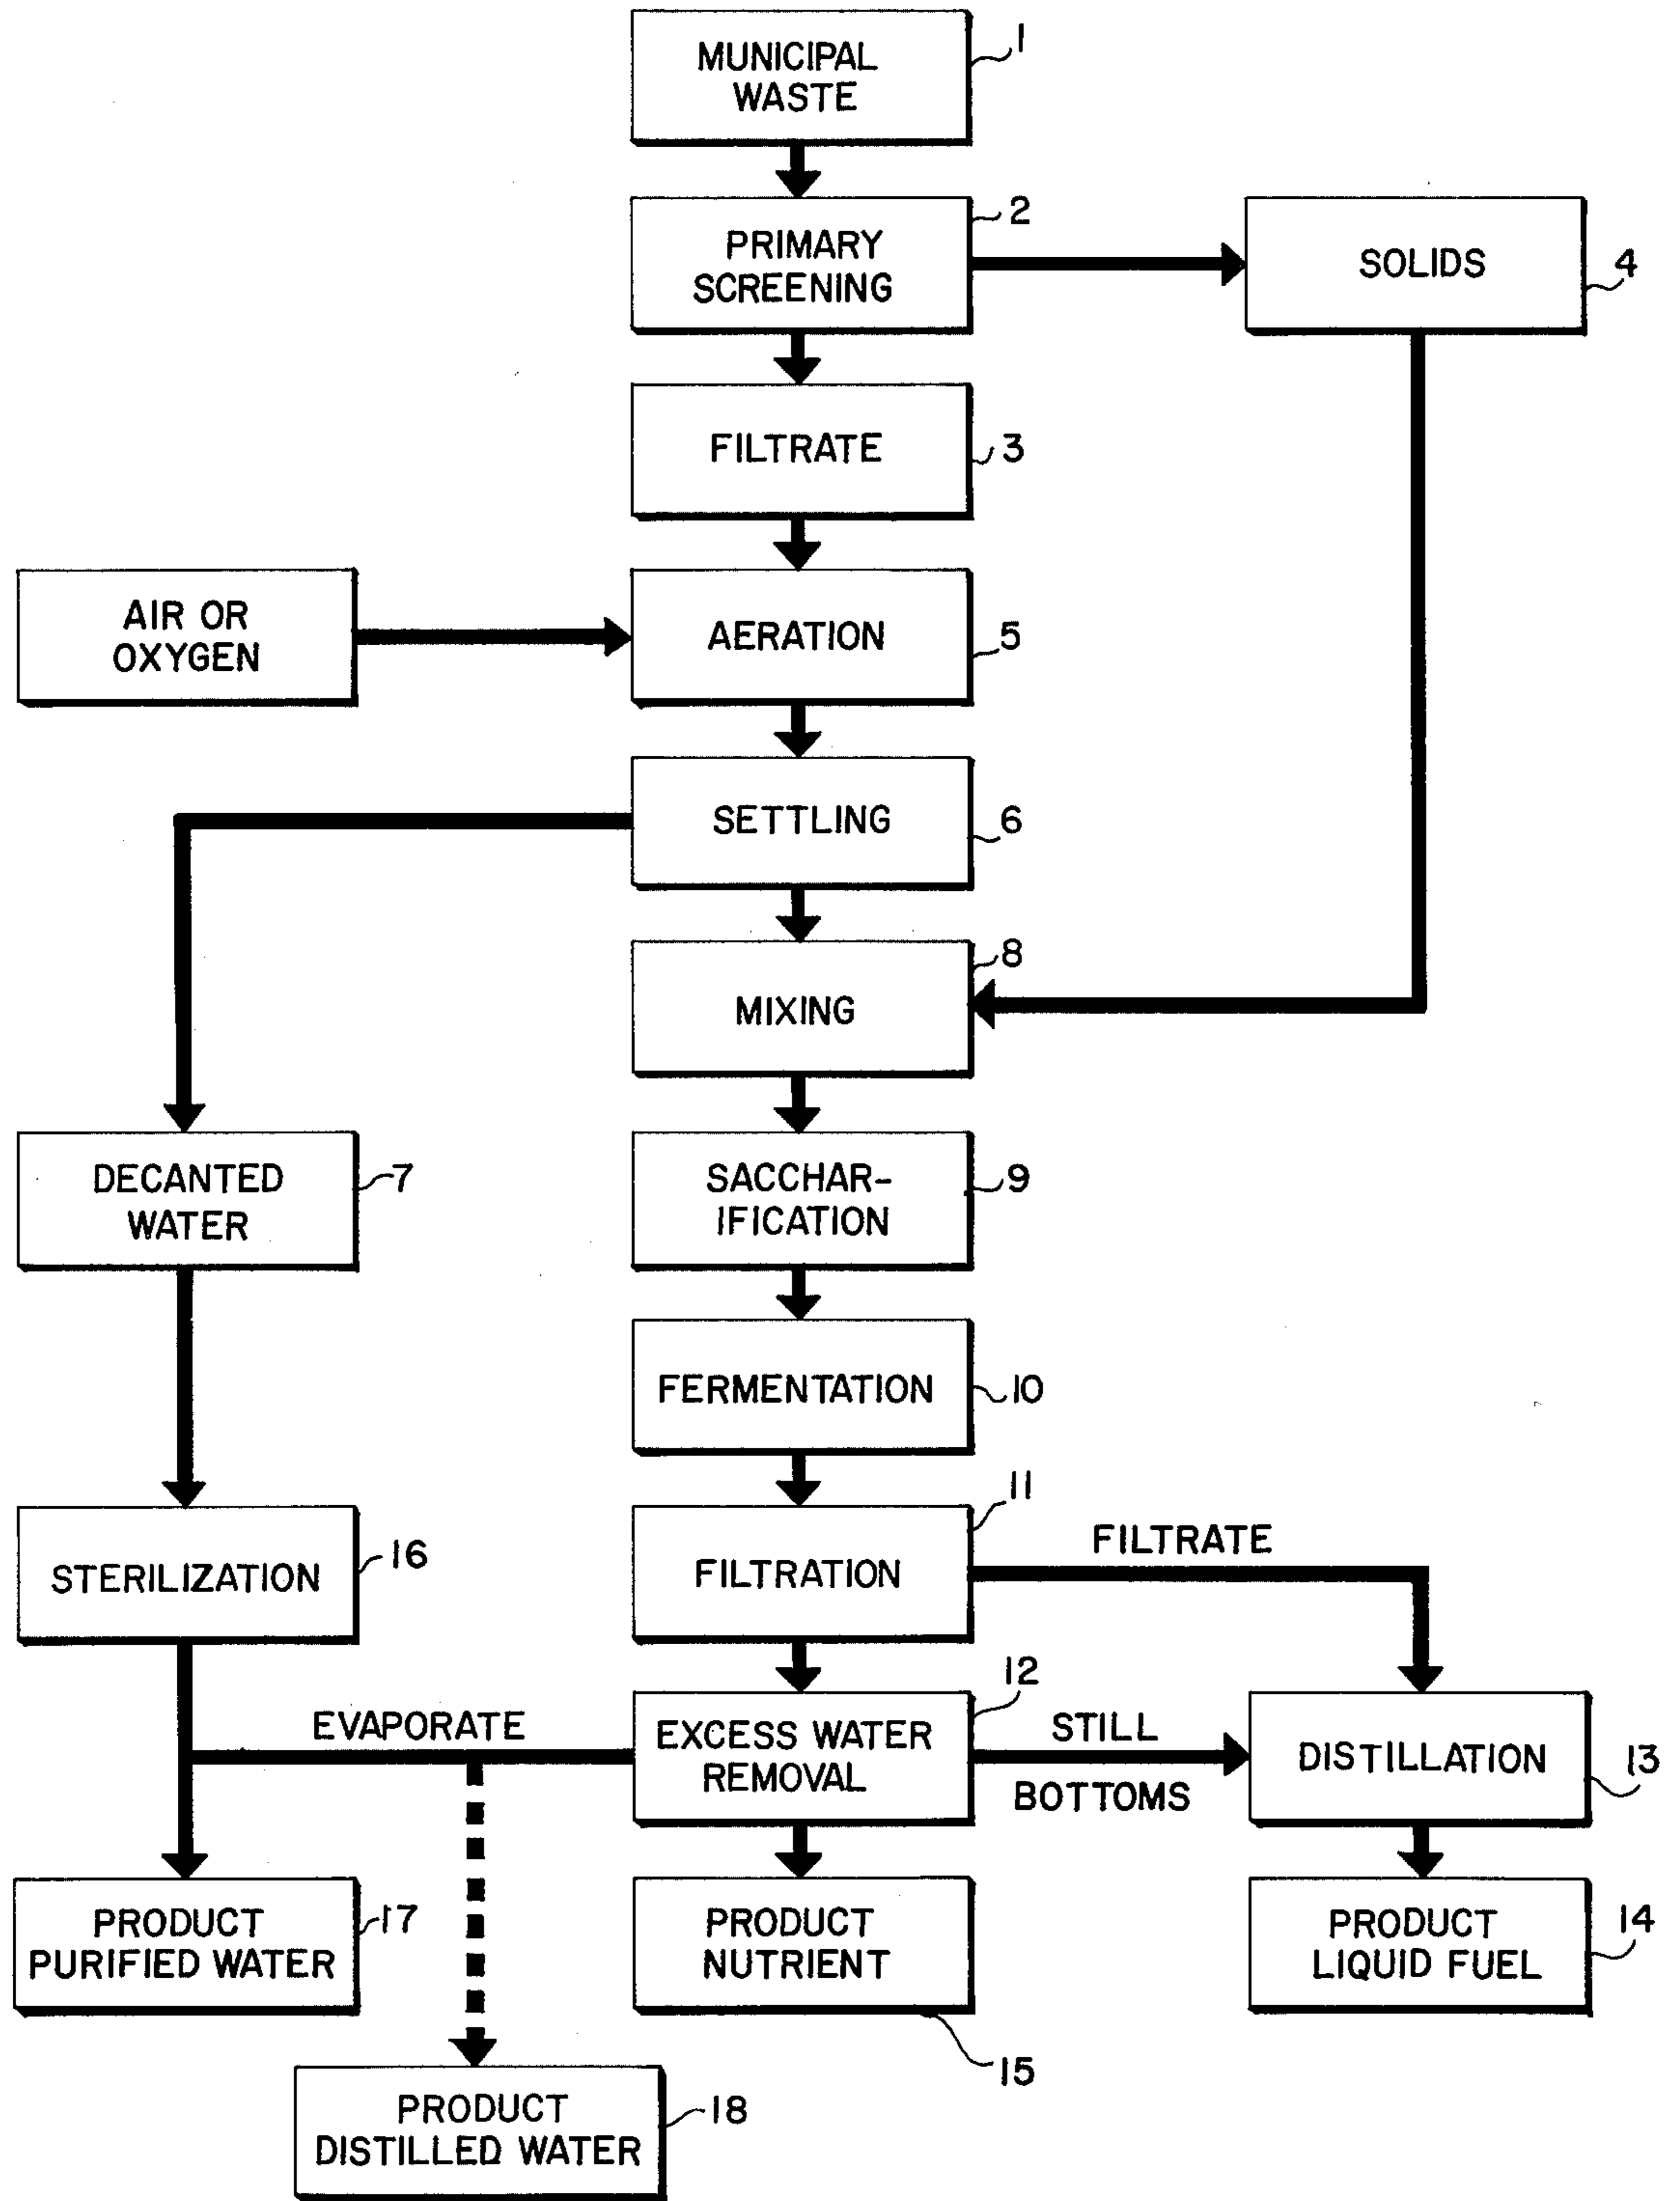 MUNICIPAL
WASTE
1
PRIMARY
SCREENING
2
SOLIDS
4
FILTRATE
3
AIR OR
OXYGEN
AERATION
5
SETTLING
6
MIXING
8
DECANTED
WATER
7
SACCHAR-
IFICATION
9
FERMENTATION
10
STERILIZATION
16
FILTRATION
11
FILTRATE
EVAPORATE
EXCESS WATER
REMOVAL
12
STILL
BOTTOMS
DISTILLATION
13
PRODUCT
PURIFIED WATER
17
PRODUCT
NUTRIENT
15
PRODUCT
LIQUID FUEL
14
PRODUCT
DISTILLED WATER
18